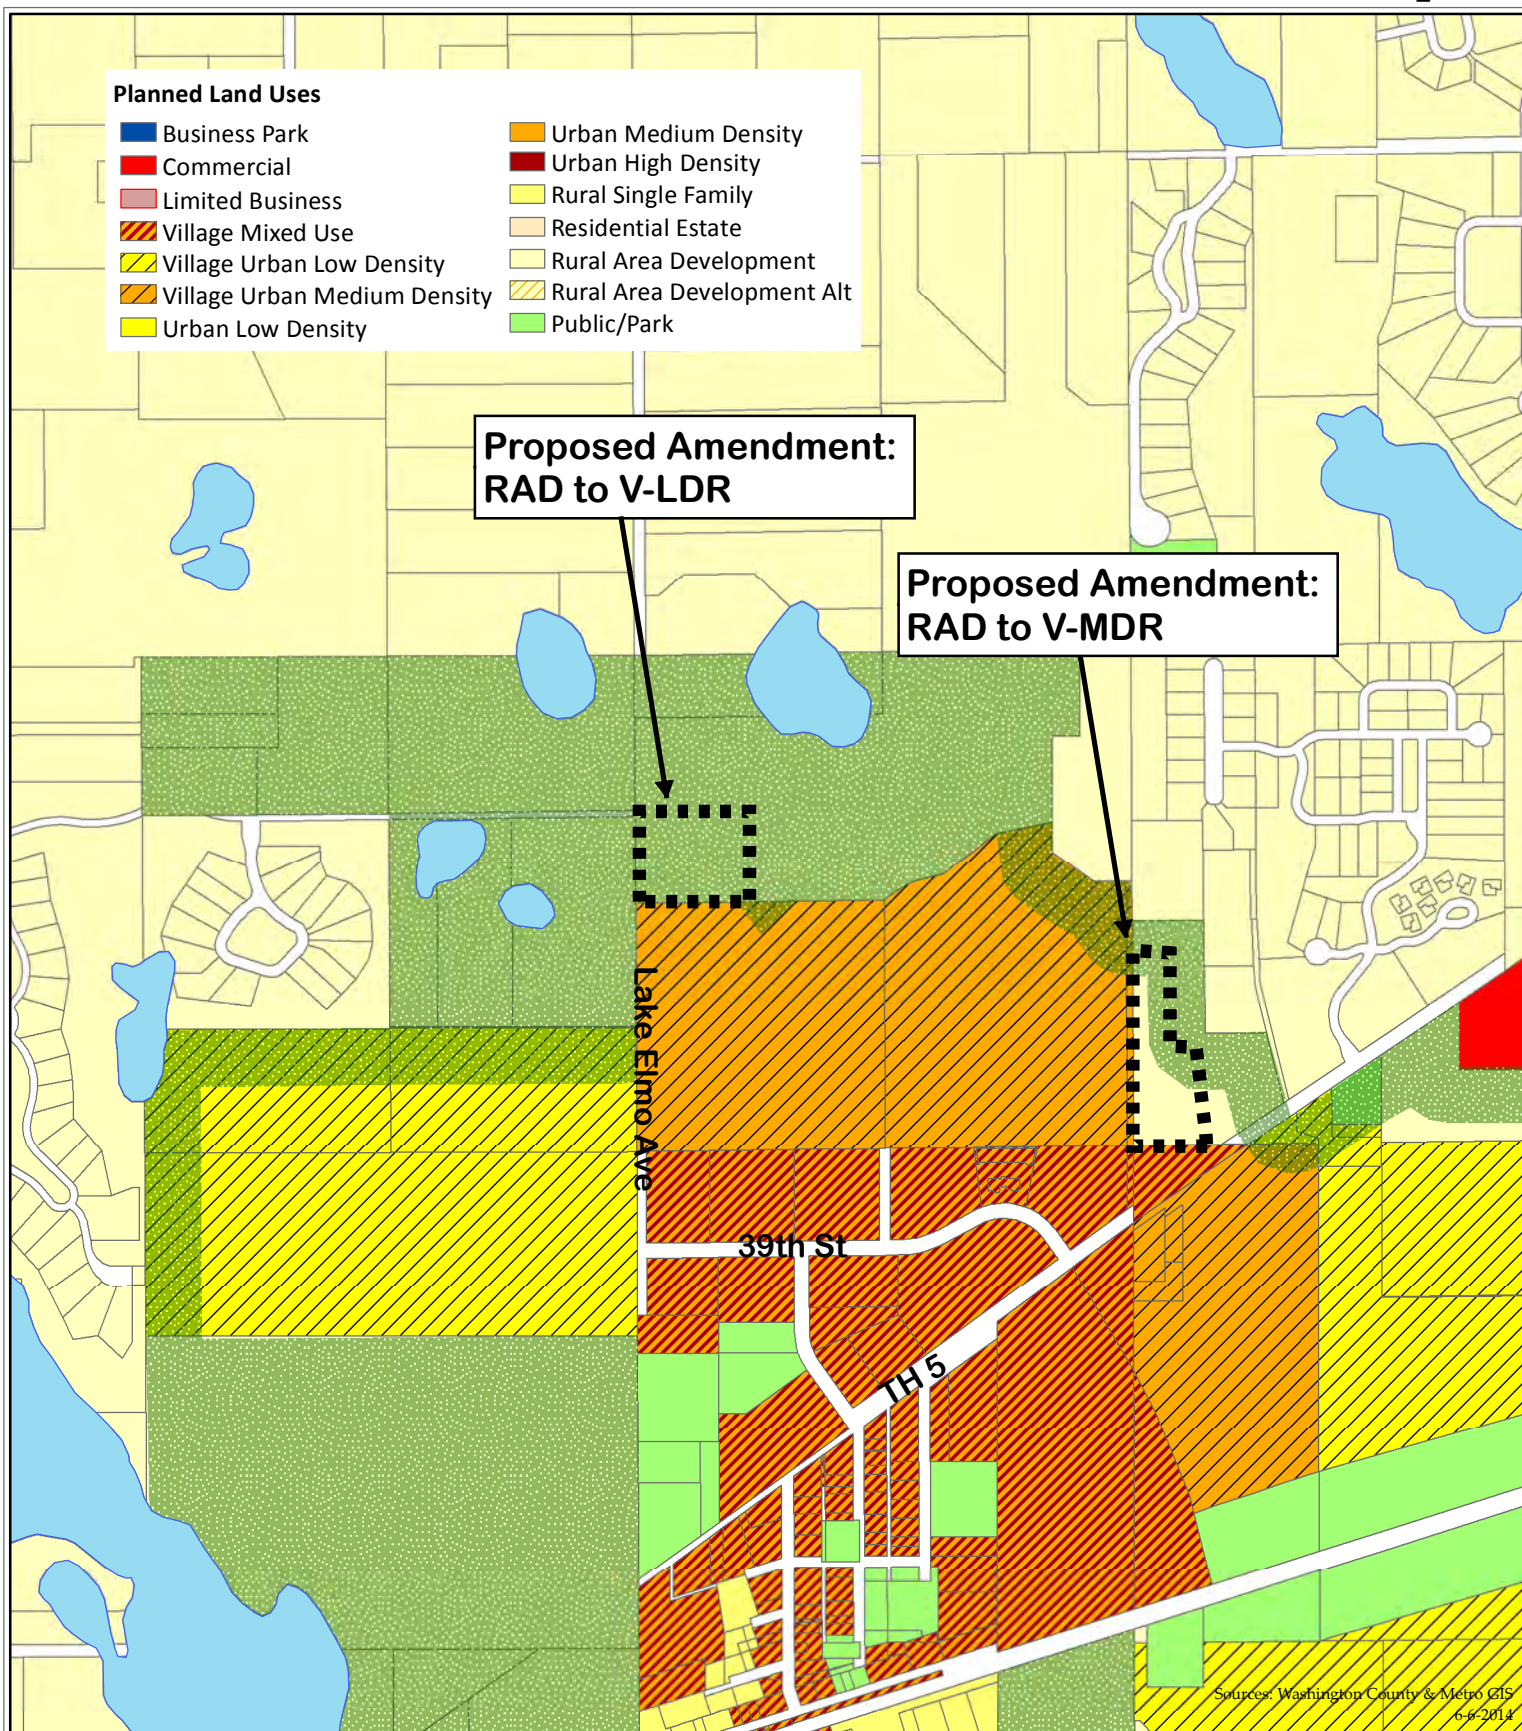 Planned Land Uses
Business Park
Commercial
Limited Business
Village Mixed Use
Village Urban Low Density
Village Urban Medium Density
Urban Low Density
Urban Medium Density
Urban High Density
Rural Single Family
Residential Estate
Rural Area Development
Rural Area Development Alt
Public/Park
Proposed Amendment:
RAD to V-LDR
Proposed Amendment:
RAD to V-MDR
Lake Elmo Ave
39th St
TH 5
Sources: Washington County & Metro GIS
6-6-2014